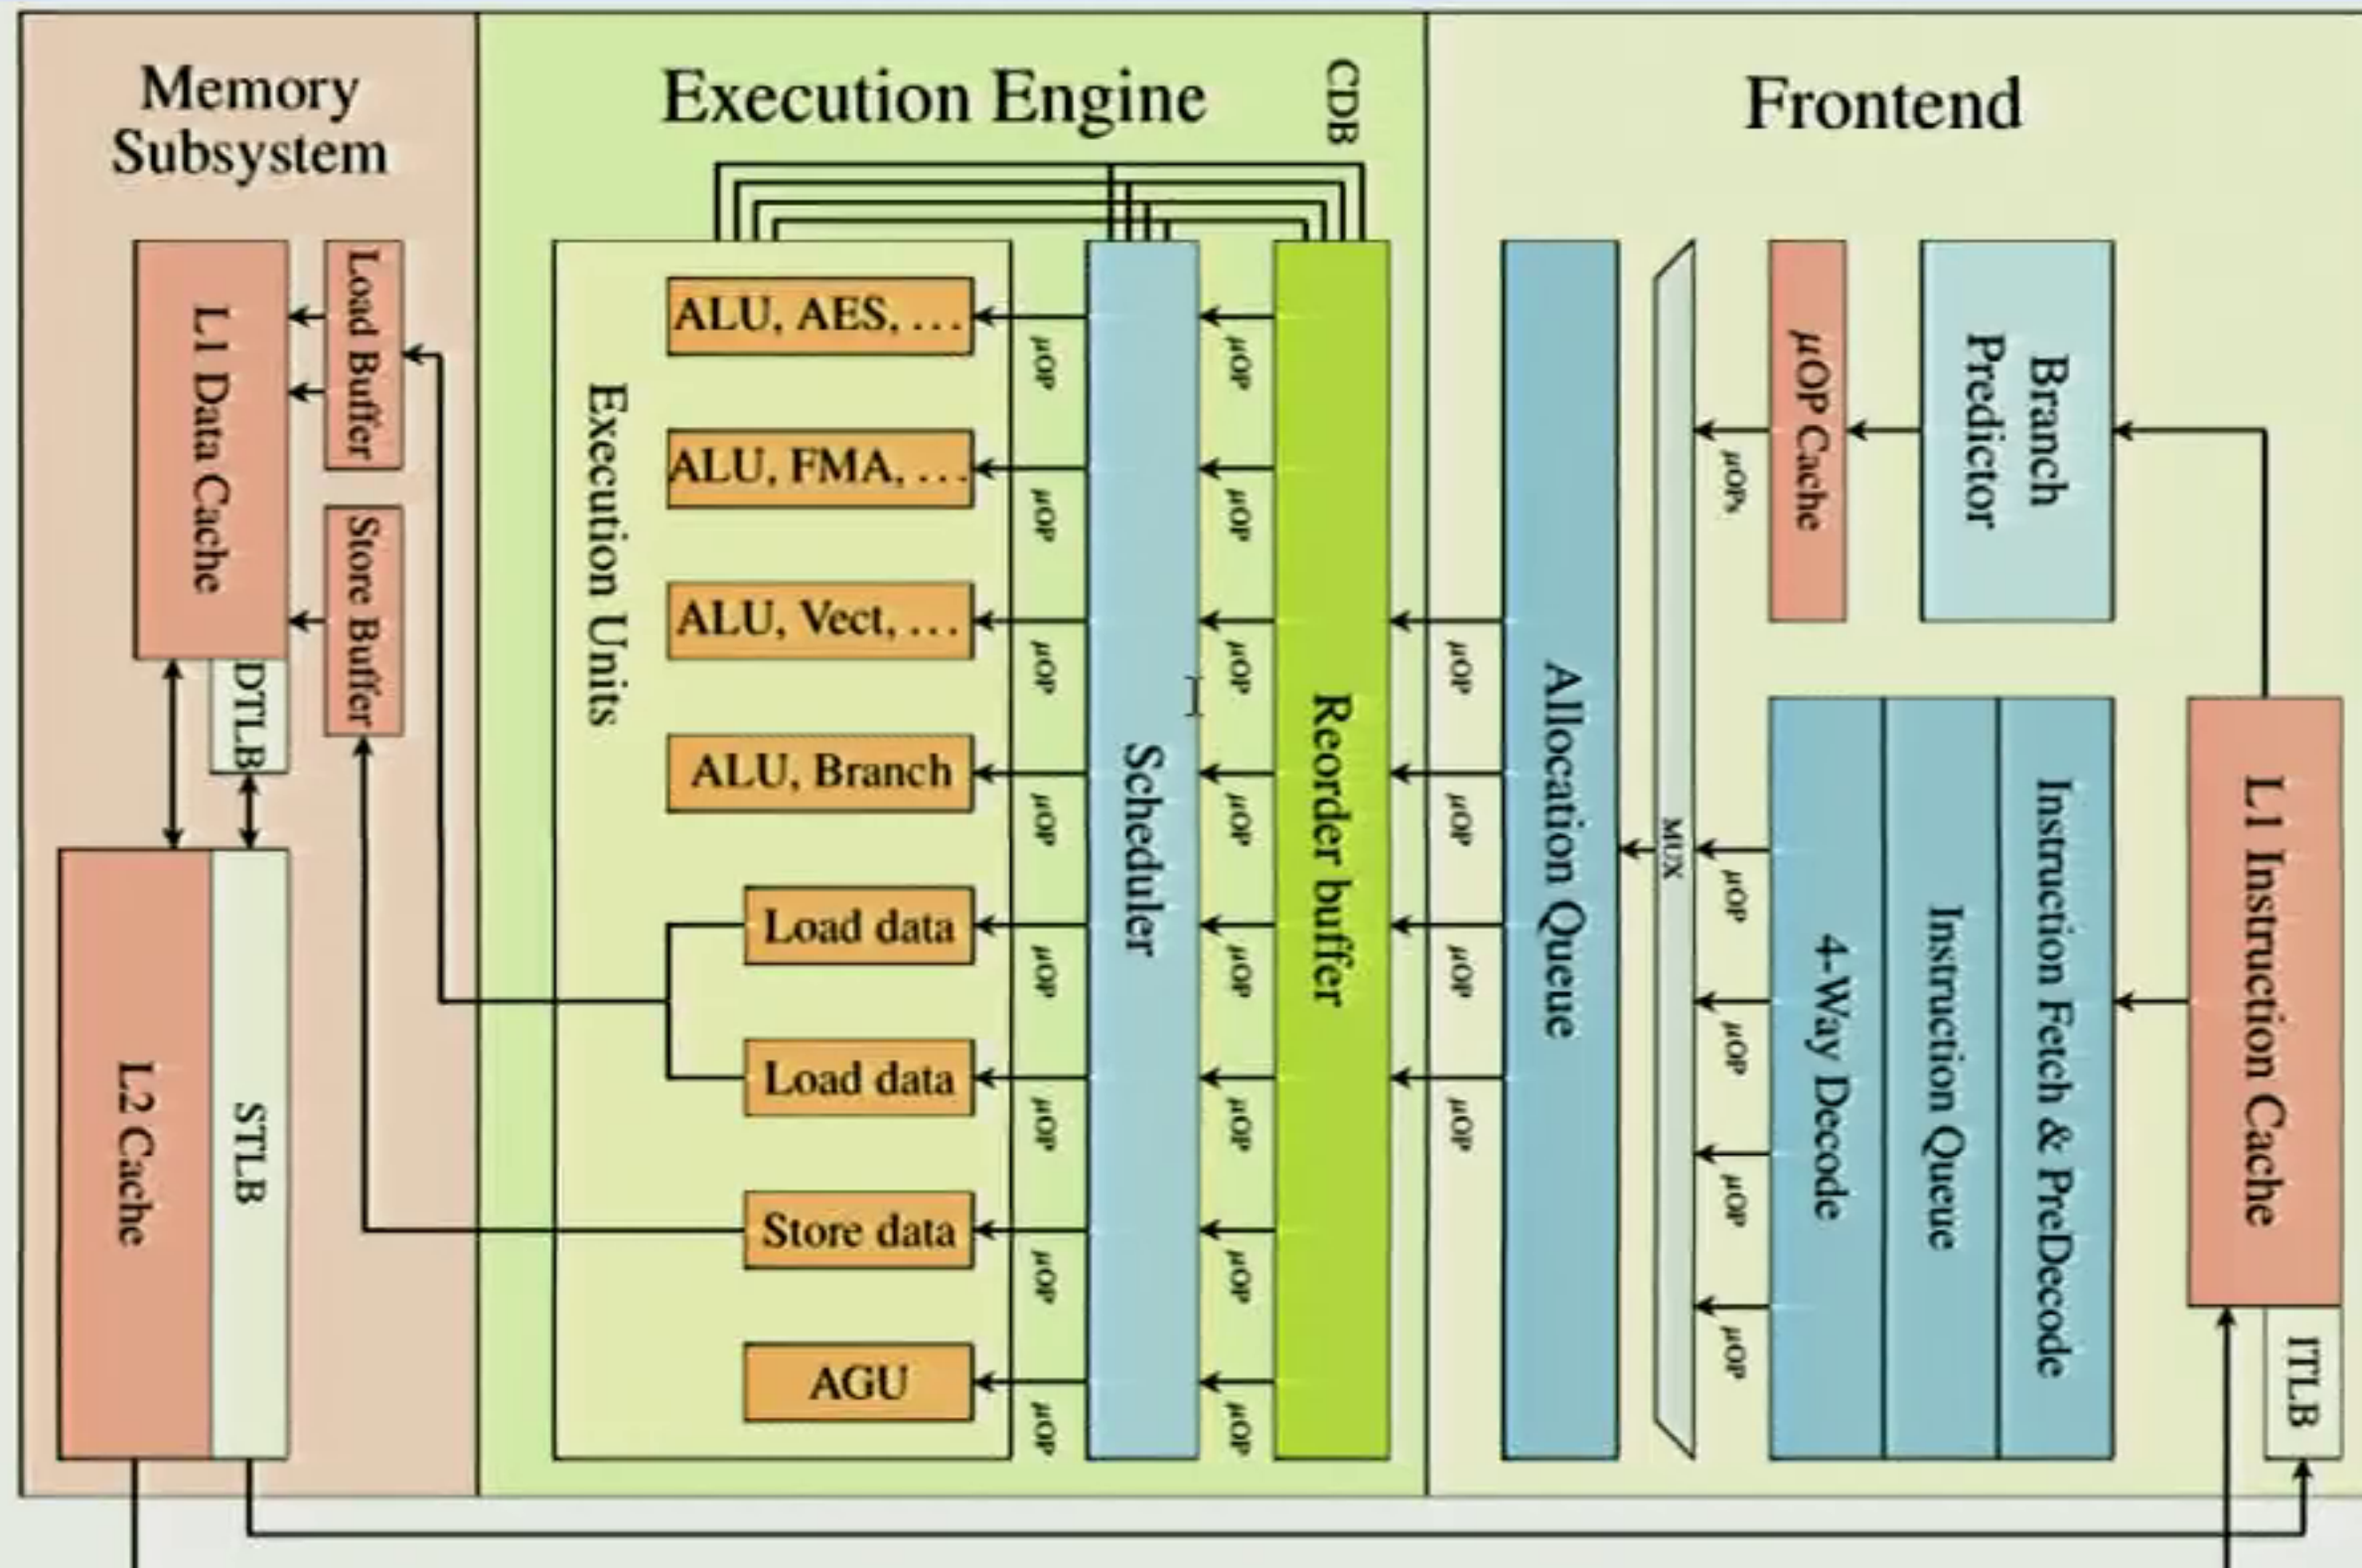 Memory
Subsystem
Execution Engine
CDB
Frontend
L1 Data Cache
Load Buffer
Store Buffer
DTLB
L2 Cache
STLB
Execution Units
ALU, AES, ...
ALU, FMA, ...
ALU, Vect, ...
ALU, Branch
Load data
Load data
Store data
AGU
μOP
μOP
μOP
μOP
μOP
μOP
μOP
μOP
Scheduler
μOP
μOP
μOP
μOP
μOP
μOP
μOP
μOP
Reorder buffer
μOP
μOP
μOP
μOP
Allocation Queue
MUX
μOPs
μOP
μOP
μOP
μOP
μOP Cache
Branch
Predictor
4-Way Decode
Instruction Queue
Instruction Fetch & PreDecode
L1 Instruction Cache
ITLB